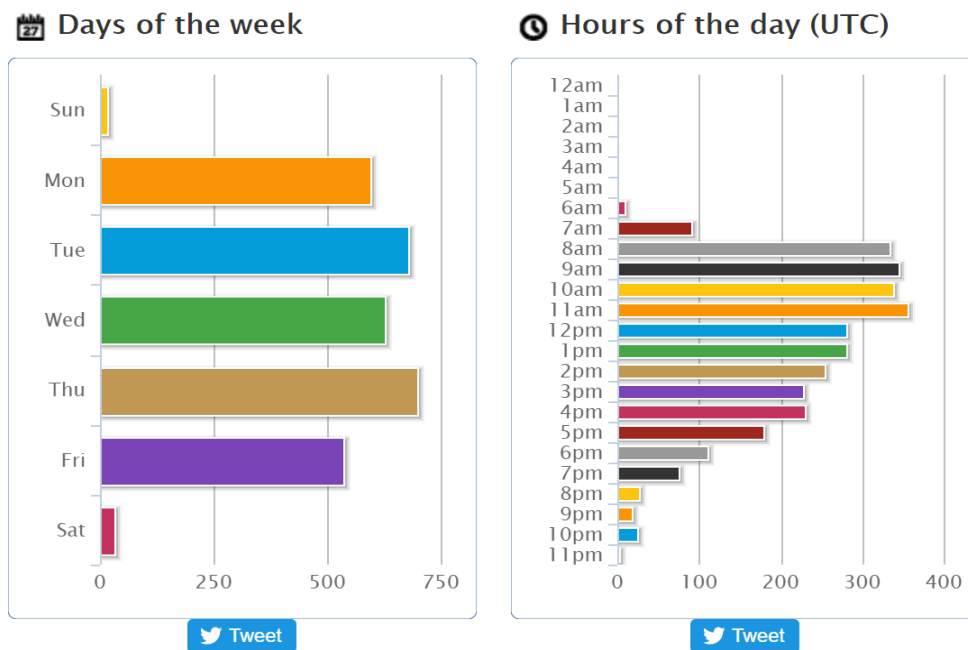 27 Days of the week
Sun
Mon
Tue
Wed
Thu
Fri
Sat
0 250 500 750
Tweet
Hours of the day (UTC)
12am
1am
2am
3am
4am
5am
6am
7am
8am
9am
10am
11am
12pm
1pm
2pm
3pm
4pm
5pm
6pm
7pm
8pm
9pm
10pm
11pm
0 100 200 300 400
Tweet